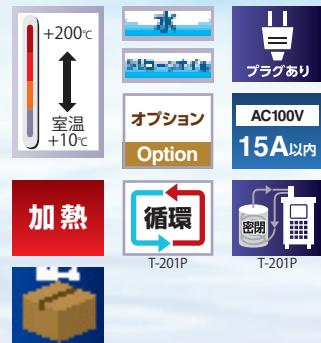 +200℃
室温
+10℃
水
シリコーンオイル
オプション
Option
プラグあり
AC100V
15A以内
加熱
循環
T-201P
密閉
T-201P